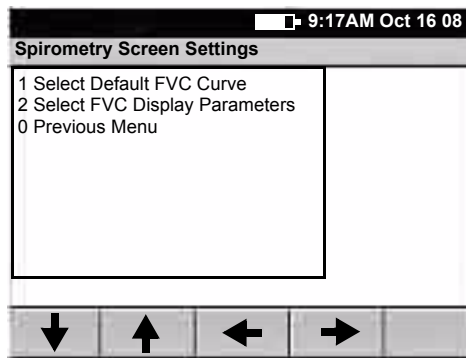 9:17AM Oct 16 08
Spirometry Screen Settings
1 Select Default FVC Curve
2 Select FVC Display Parameters
0 Previous Menu